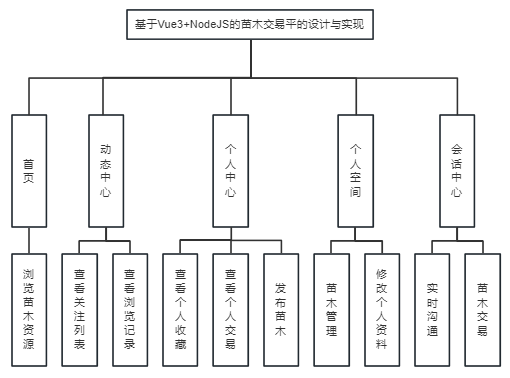 基于Vue3+NodeJS的苗木交易平的设计与实现
首页
动态中心
个人中心
个人空间
会话中心
浏览苗木资源
查看关注列表
查看浏览记录
查看个人收藏
查看个人交易
发布苗木
苗木管理
修改个人资料
实时沟通
苗木交易